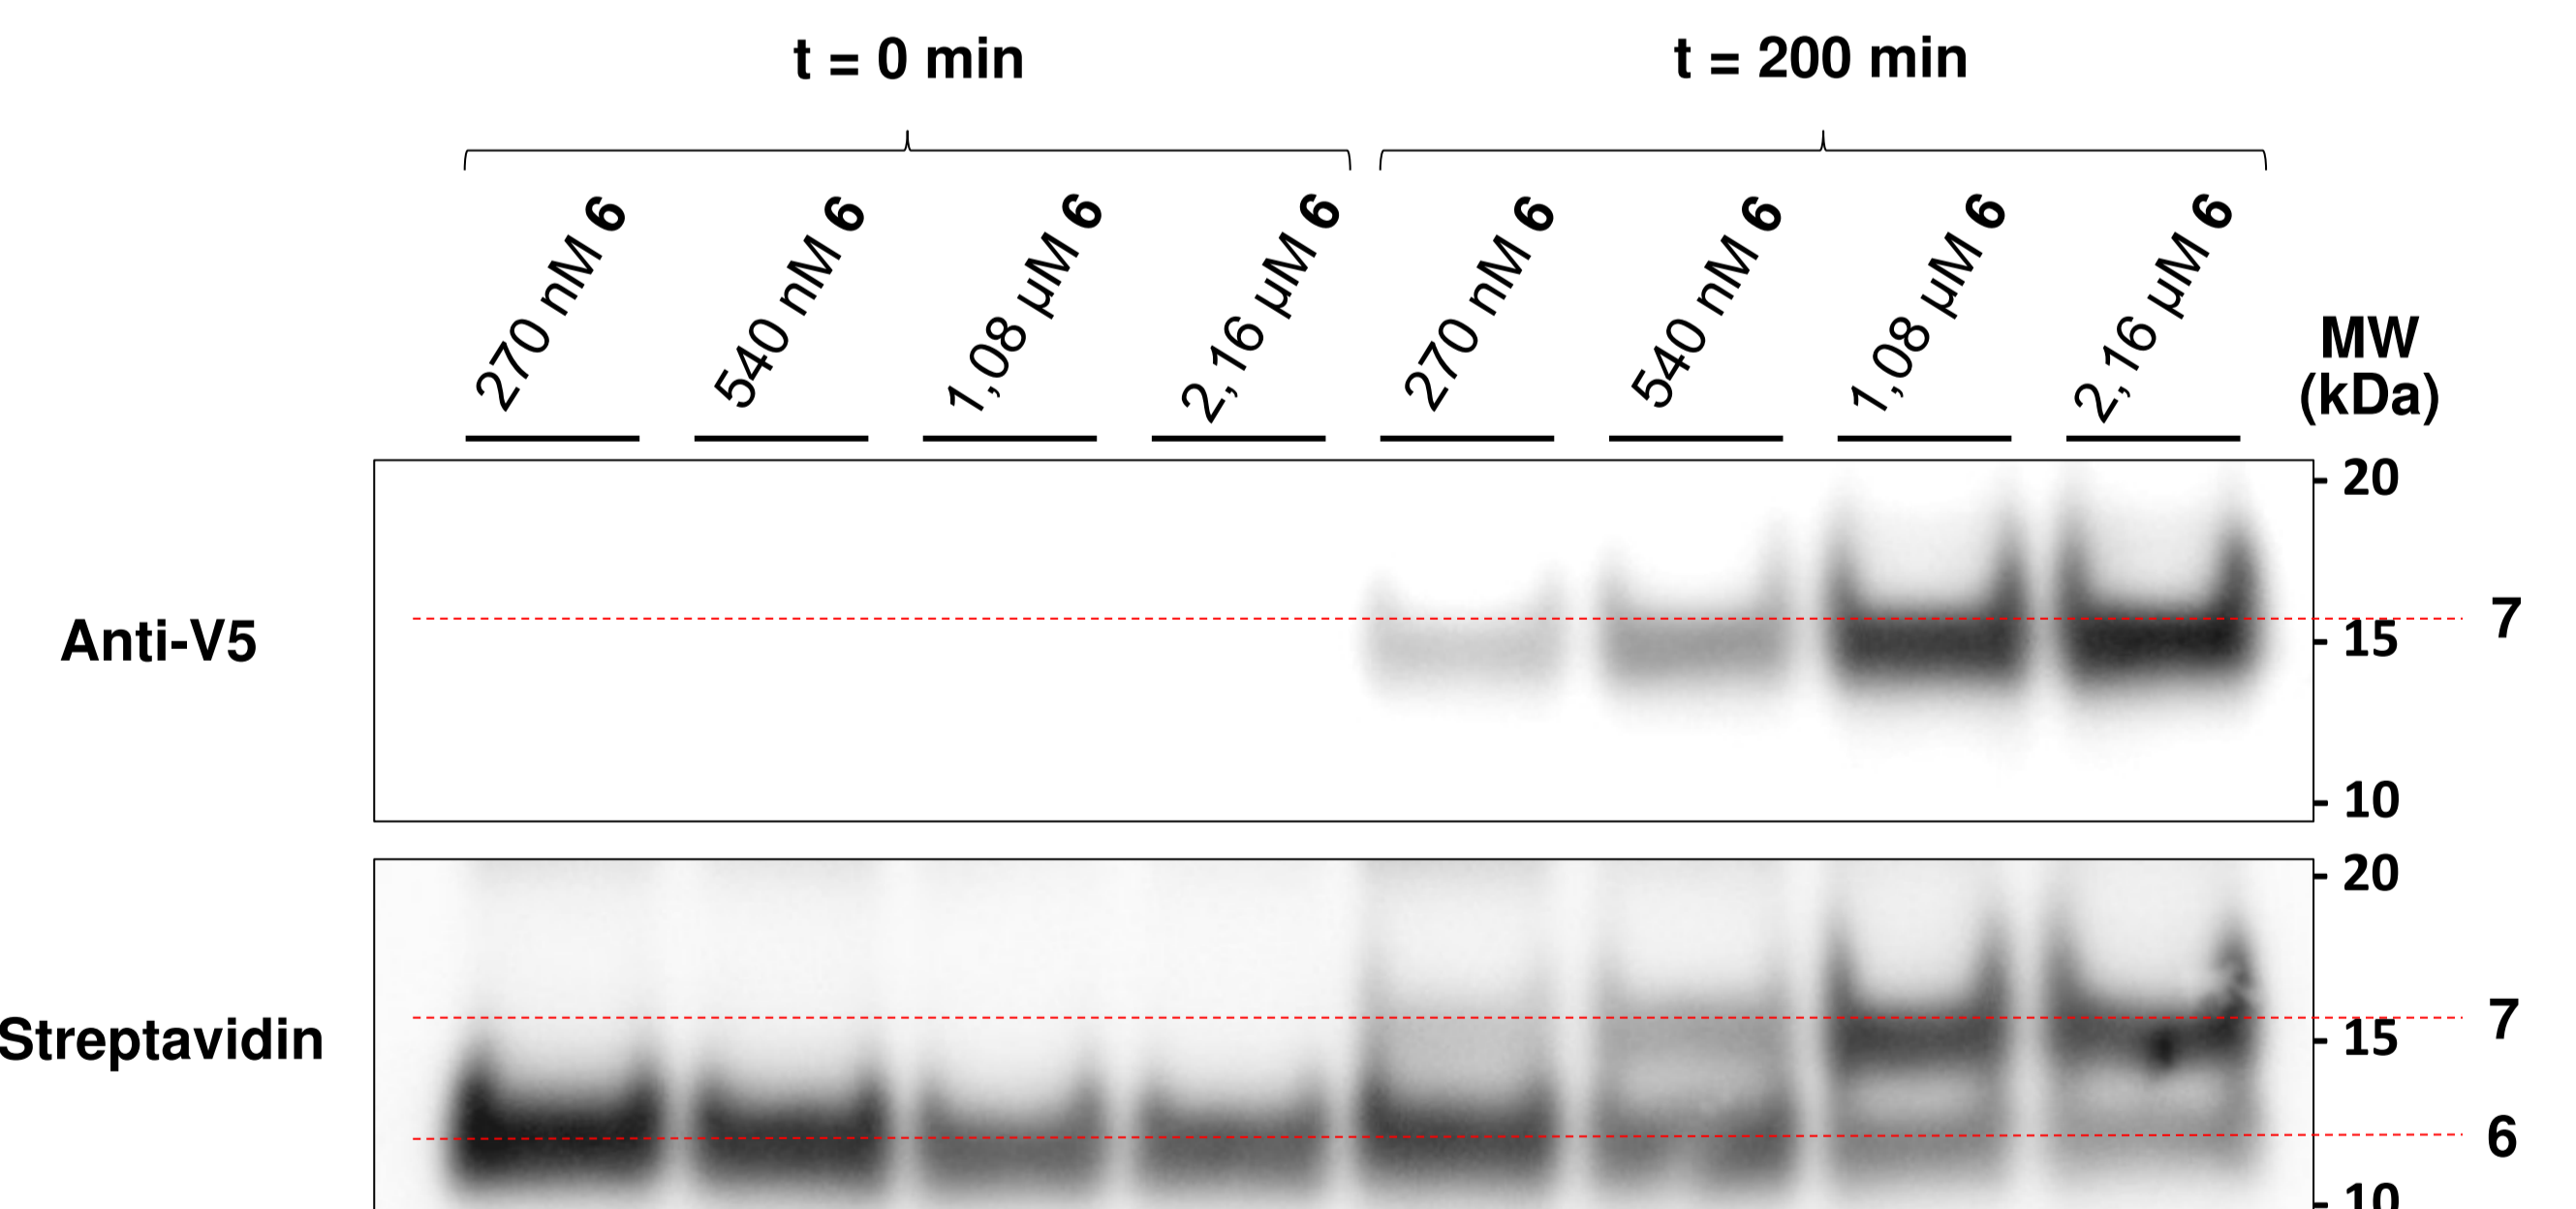 t = 0 min
t = 200 min
270 nM 6
540 nM 6
1,08 µM 6
2,16 µM 6
270 nM 6
540 nM 6
1,08 µM 6
2,16 µM 6
MW
(kDa)
Anti-V5
20
15
10
7
Streptavidin
20
15
10
7
6